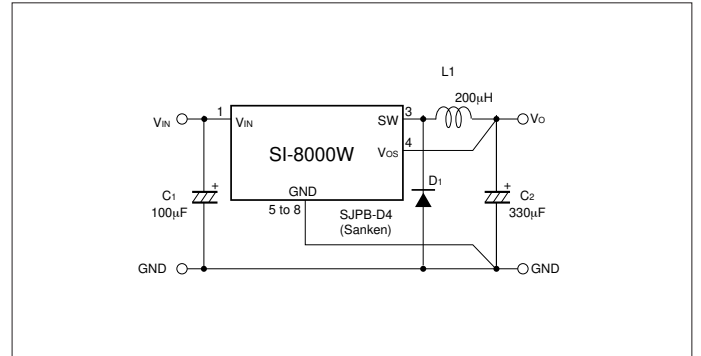 L1
200µH
VIN
1
VIN
SW
3
VO
SI-8000W
VOS
4
GND
D1
C1
+
100µF
5 to 8
SJPB-D4
(Sanken)
C2
+
330µF
GND
GND